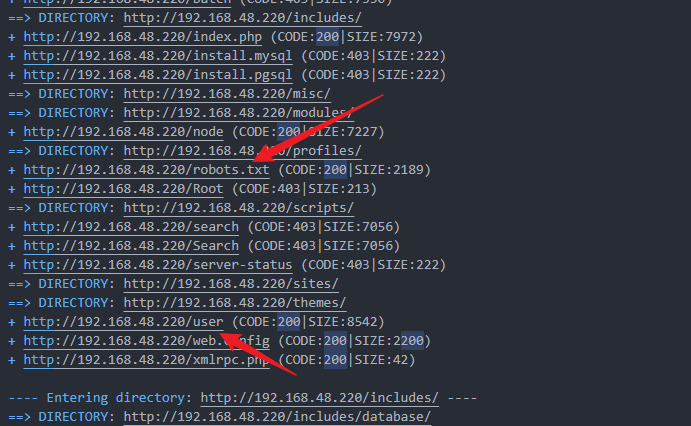 + http://192.168.48.220/batch (CODE:403|SIZE:7396)
==> DIRECTORY: http://192.168.48.220/includes/
+ http://192.168.48.220/index.php (CODE:200|SIZE:7972)
+ http://192.168.48.220/install.mysql (CODE:403|SIZE:222)
+ http://192.168.48.220/install.pgsql (CODE:403|SIZE:222)
==> DIRECTORY: http://192.168.48.220/misc/
==> DIRECTORY: http://192.168.48.220/modules/
+ http://192.168.48.220/node (CODE:200|SIZE:7227)
==> DIRECTORY: http://192.168.48.220/profiles/
+ http://192.168.48.220/robots.txt (CODE:200|SIZE:2189)
+ http://192.168.48.220/Root (CODE:403|SIZE:213)
==> DIRECTORY: http://192.168.48.220/scripts/
+ http://192.168.48.220/search (CODE:403|SIZE:7056)
+ http://192.168.48.220/Search (CODE:403|SIZE:7056)
+ http://192.168.48.220/server-status (CODE:403|SIZE:222)
==> DIRECTORY: http://192.168.48.220/sites/
==> DIRECTORY: http://192.168.48.220/themes/
+ http://192.168.48.220/user (CODE:200|SIZE:8542)
+ http://192.168.48.220/web.config (CODE:200|SIZE:2200)
+ http://192.168.48.220/xmlrpc.php (CODE:200|SIZE:42)
---- Entering directory: http://192.168.48.220/includes/ ----
==> DIRECTORY: http://192.168.48.220/includes/database/